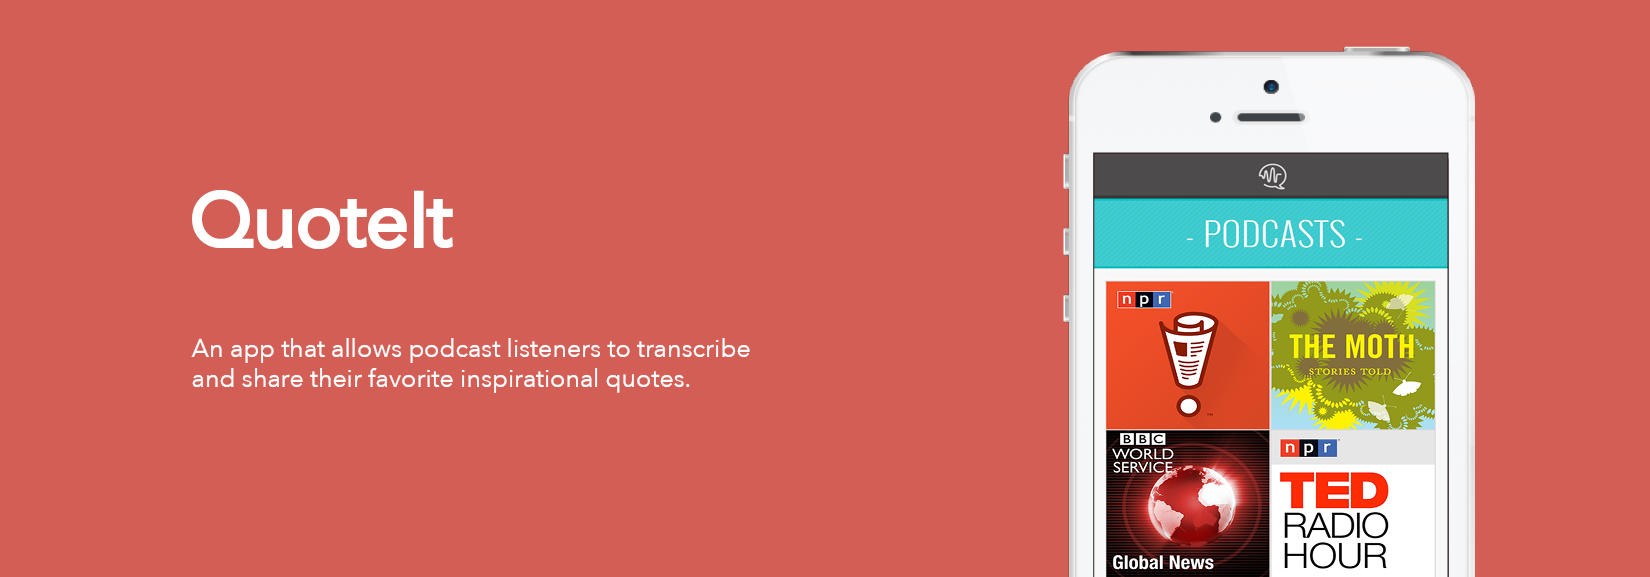 QuoteIt
An app that allows podcast listeners to transcribe
and share their favorite inspirational quotes.
- PODCASTS -
npr
™
THE MOTH
STORIES TOLD
BBC
WORLD
SERVICE
Global News
npr
TED
RADIO
HOUR